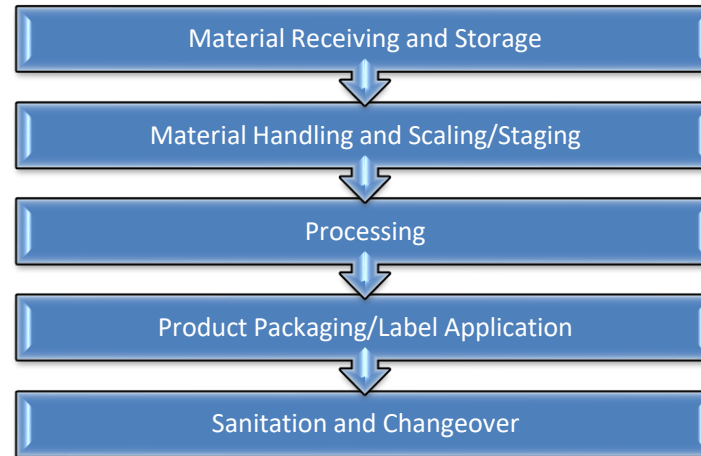 Material Receiving and Storage
Material Handling and Scaling/Staging
Processing
Product Packaging/Label Application
Sanitation and Changeover